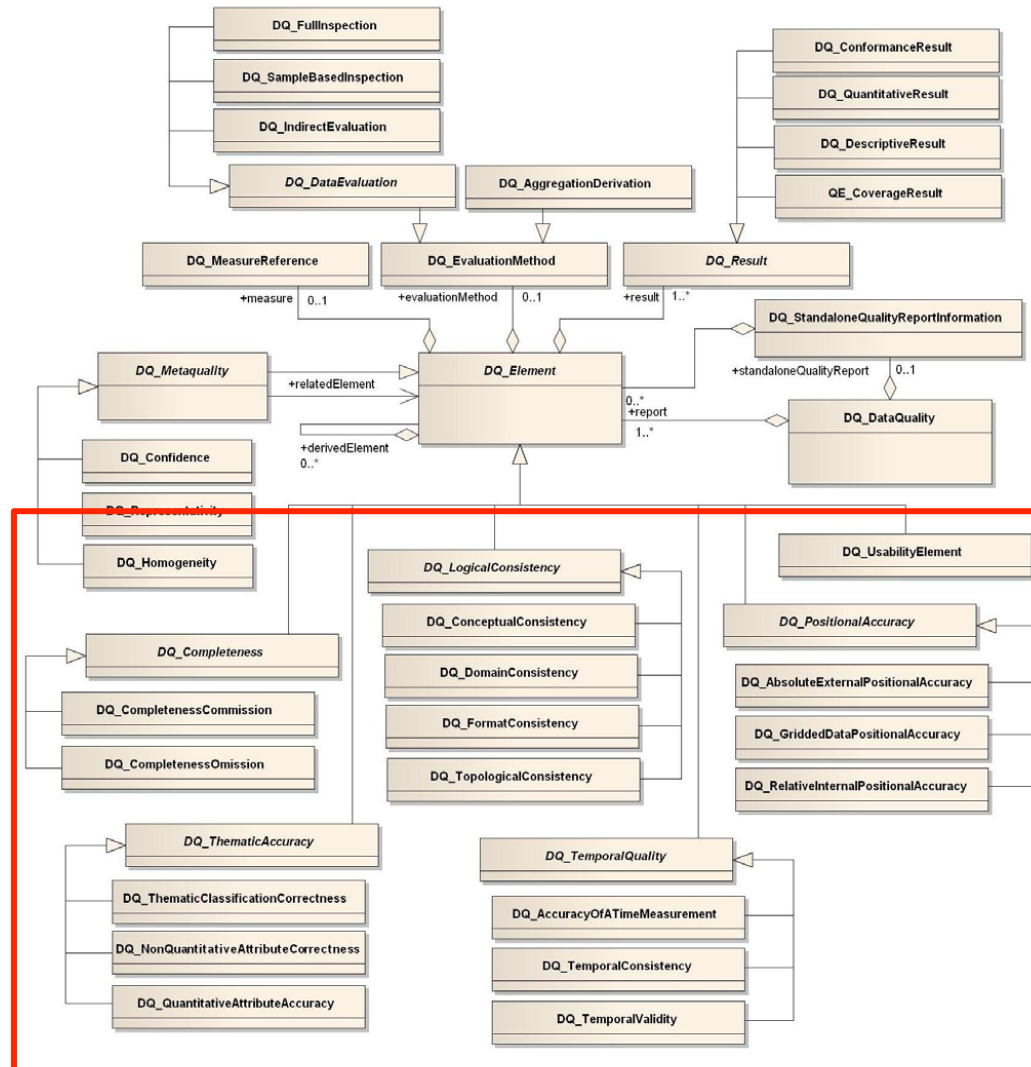 DQ_FullInspection
DQ_SampleBasedInspection
DQ_IndirectEvaluation
DQ_ConformanceResult
DQ_QuantitativeResult
DQ_DescriptiveResult
QE_CoverageResult
DQ_DataEvaluation
DQ_AggregationDerivation
DQ_MeasureReference
DQ_EvaluationMethod
DQ_Result
+measure 0..1
+evaluationMethod 0..1
+result 1..*
DQ_StandaloneQualityReportInformation
DQ_Metaquality
+relatedElement
DQ_Element
0..*
+standaloneQualityReport 0..1
+report
1..*
DQ_DataQuality
+derivedElement
0..*
DQ_Confidence
DQ_Representativity
DQ_Homogeneity
DQ_LogicalConsistency
DQ_ConceptualConsistency
DQ_DomainConsistency
DQ_FormatConsistency
DQ_TopologicalConsistency
DQ_UsabilityElement
DQ_PositionalAccuracy
DQ_AbsoluteExternalPositionalAccuracy
DQ_GriddedDataPositionalAccuracy
DQ_RelativeInternalPositionalAccuracy
DQ_Completeness
DQ_CompletenessCommission
DQ_CompletenessOmission
DQ_ThematicAccuracy
DQ_ThematicClassificationCorrectness
DQ_NonQuantitativeAttributeCorrectness
DQ_QuantitativeAttributeAccuracy
DQ_TemporalQuality
DQ_AccuracyOfATimeMeasurement
DQ_TemporalConsistency
DQ_TemporalValidity